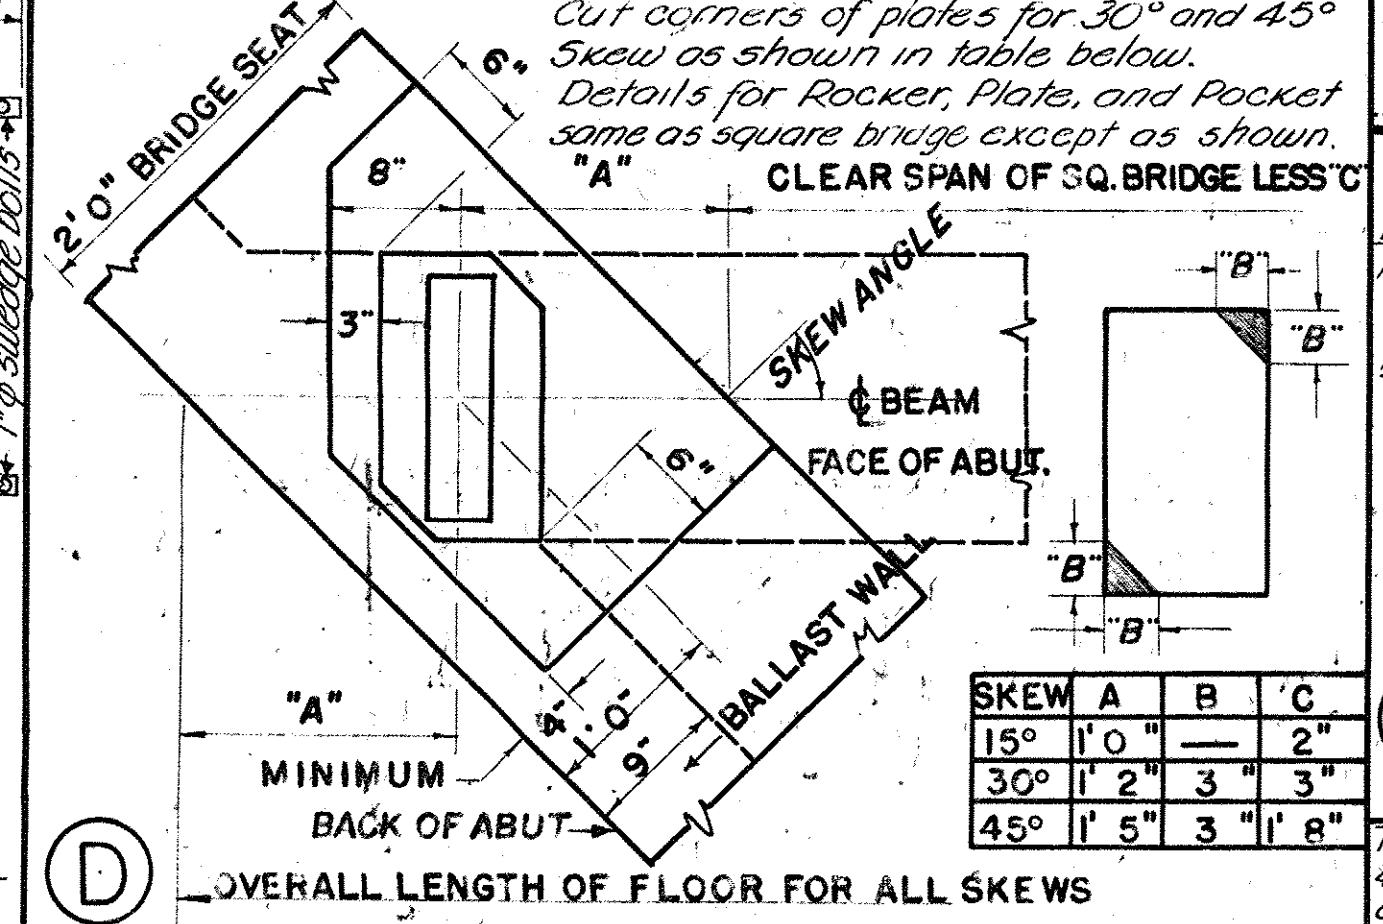 Cut corners of plates for 30° and 45°
Skew as shown in table below.
Details for Rocker, Plate, and Pocket
same as square bridge except as shown.
2'0" BRIDGE SEAT
6"
8"
"A"
CLEAR SPAN OF SQ. BRIDGE LESS "C"
1"φ swedge bolts
3"
SKEW ANGLE
℄ BEAM
FACE OF ABUT.
6"
"B"
"B"
"B"
"B"
BALLAST WALL
"A"
4"
1'0"
9"
MINIMUM
BACK OF ABUT
SKEW A B C
15° 1'0" — 2"
30° 1'2" 3" 3"
45° 1'5" 3" 1'8"
D
OVERALL LENGTH OF FLOOR FOR ALL SKEWS